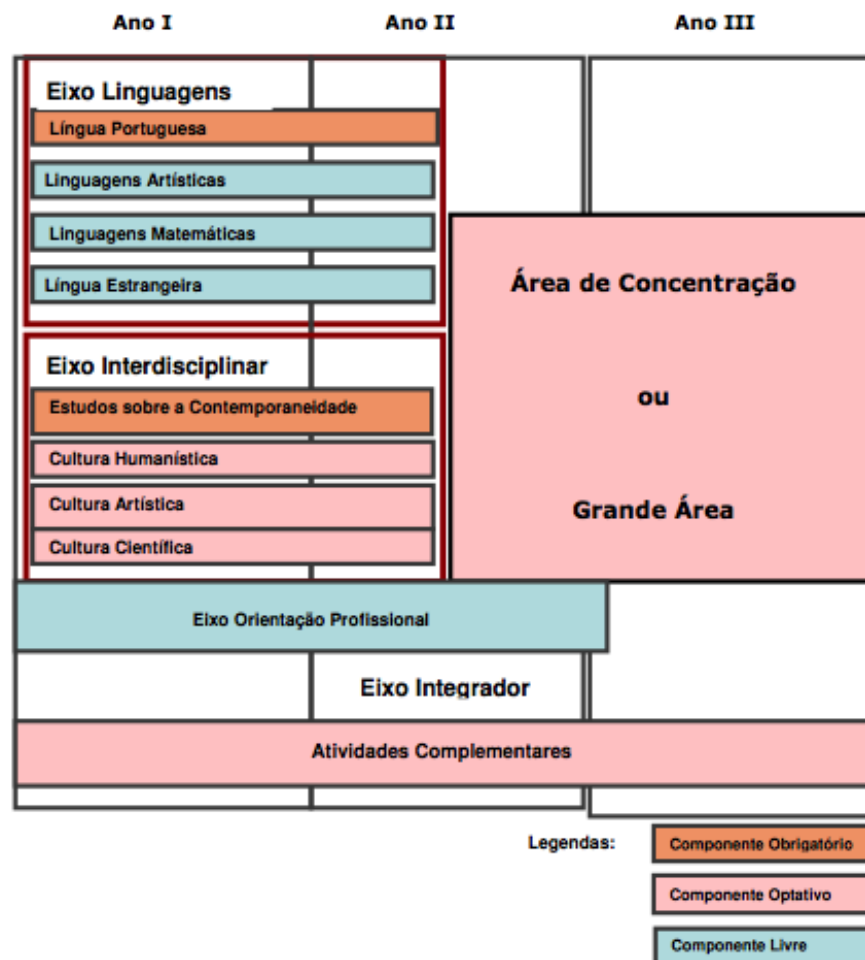 Ano I
Ano II
Ano III
Eixo Linguagens
Língua Portuguesa
Linguagens Artísticas
Linguagens Matemáticas
Língua Estrangeira
Eixo Interdisciplinar
Estudos sobre a Contemporaneidade
Cultura Humanística
Cultura Artística
Cultura Científica
Área de Concentração
ou
Grande Área
Eixo Orientação Profissional
Eixo Integrador
Atividades Complementares
Legendas:
Componente Obrigatório
Componente Optativo
Componente Livre